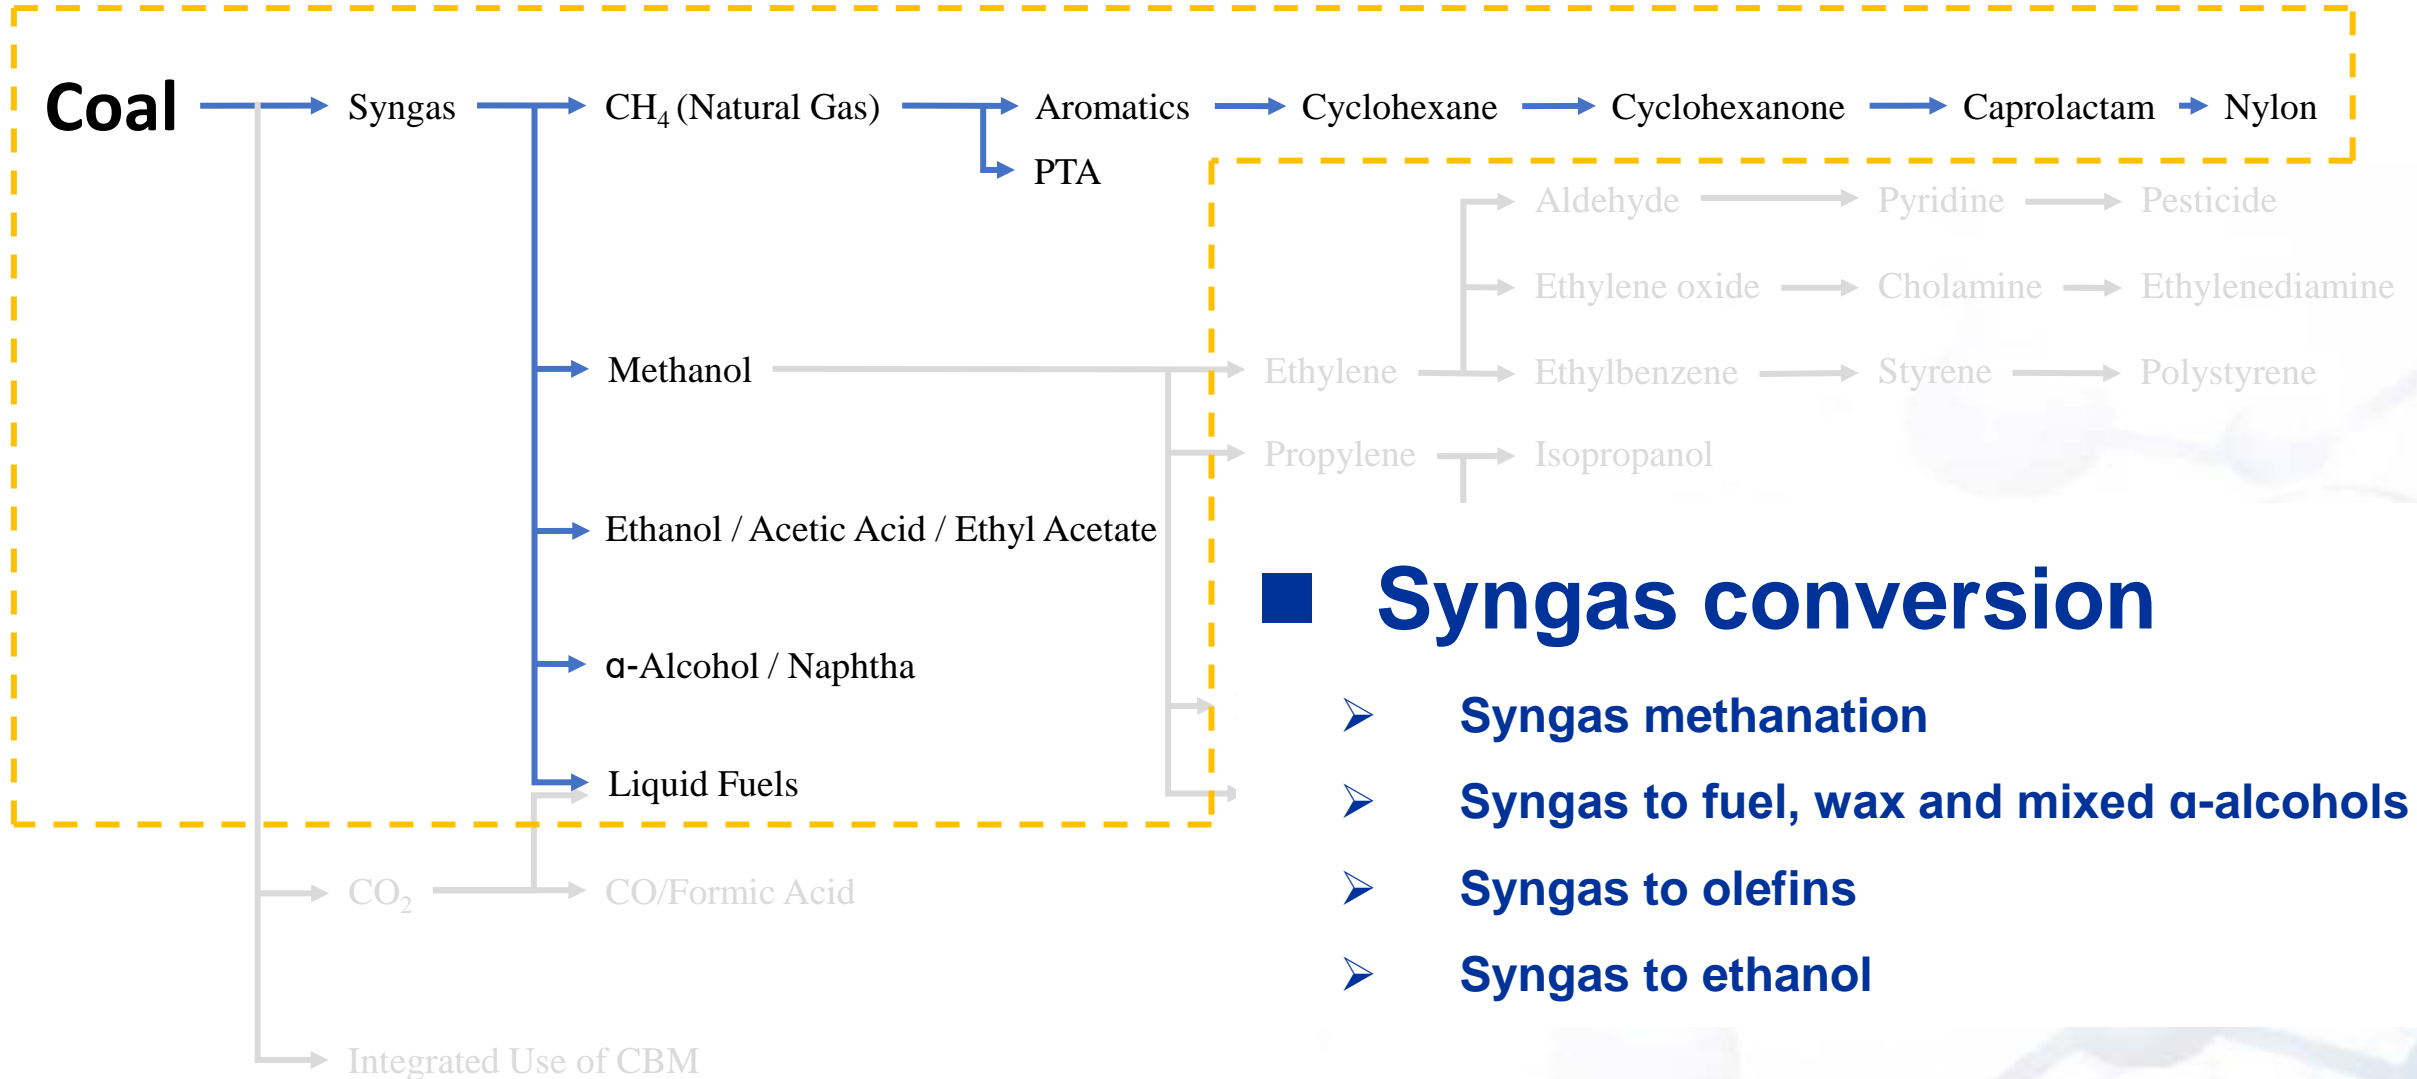 Coal
Syngas
CH₄ (Natural Gas)
Aromatics
Cyclohexane
Cyclohexanone
Caprolactam
Nylon
PTA
Aldehyde
Pyridine
Pesticide
Ethylene oxide
Cholamine
Ethylenediamine
Methanol
Ethylene
Ethylbenzene
Styrene
Polystyrene
Propylene
Isopropanol
Ethanol / Acetic Acid / Ethyl Acetate
α-Alcohol / Naphtha
Liquid Fuels
CO₂
CO/Formic Acid
Integrated Use of CBM
Syngas conversion
Syngas methanation
Syngas to fuel, wax and mixed α-alcohols
Syngas to olefins
Syngas to ethanol